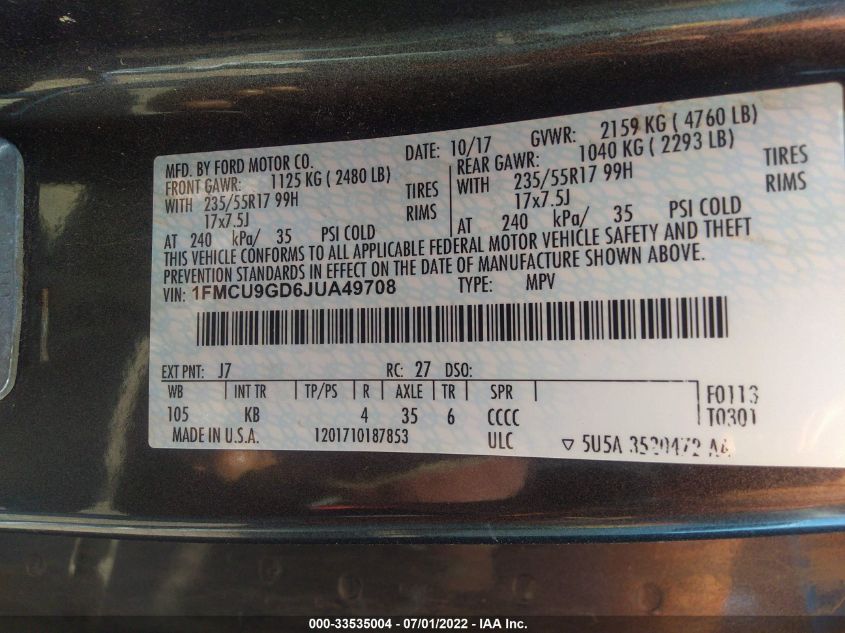 MFD. BY FORD MOTOR CO. DATE: 10/17 GVWR: 2159 KG ( 4760 LB)
FRONT GAWR: 1125 KG ( 2480 LB) REAR GAWR: 1040 KG ( 2293 LB)
WITH 235/55R17 99H TIRES WITH 235/55R17 99H TIRES
17x7.5J RIMS 17x7.5J RIMS
AT 240 kPa/ 35 PSI COLD AT 240 kPa/ 35 PSI COLD
THIS VEHICLE CONFORMS TO ALL APPLICABLE FEDERAL MOTOR VEHICLE SAFETY AND THEFT
PREVENTION STANDARDS IN EFFECT ON THE DATE OF MANUFACTURE SHOWN ABOVE.
VIN: 1FMCU9GD6JUA49708 TYPE: MPV
EXT PNT: J7 RC: 27 DSO:
WB INT TR TP/PS R AXLE TR SPR F0113
105 KB 4 35 6 CCCC T0301
MADE IN U.S.A. 1201710187853 ULC ▽ 5U5A
000-33535004 / 07/01/2022 - IAA Inc.